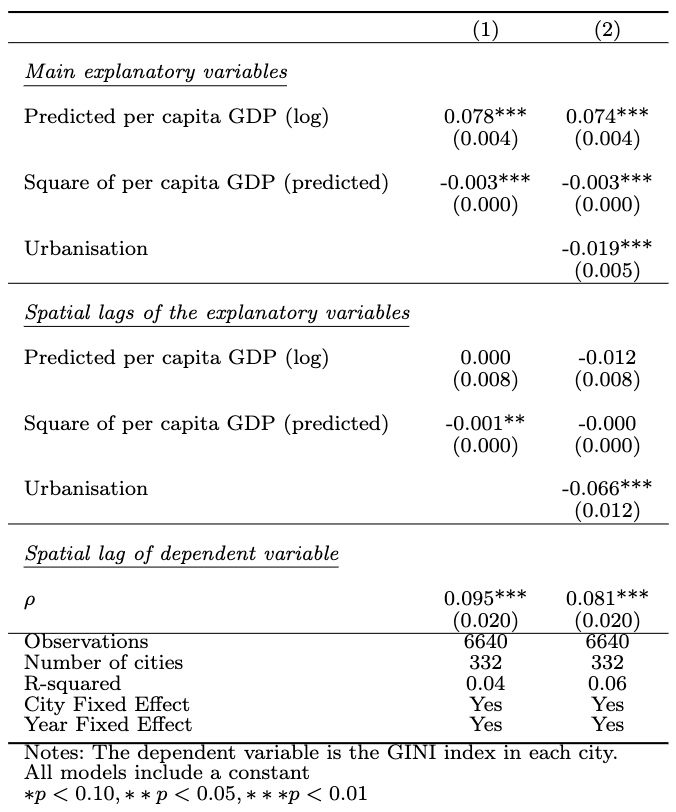 (1) (2)
Main explanatory variables
Predicted per capita GDP (log) 0.078*** 0.074***
(0.004) (0.004)
Square of per capita GDP (predicted) -0.003*** -0.003***
(0.000) (0.000)
Urbanisation -0.019***
(0.005)
Spatial lags of the explanatory variables
Predicted per capita GDP (log) 0.000 -0.012
(0.008) (0.008)
Square of per capita GDP (predicted) -0.001** -0.000
(0.000) (0.000)
Urbanisation -0.066***
(0.012)
Spatial lag of dependent variable
ρ 0.095*** 0.081***
(0.020) (0.020)
Observations 6640 6640
Number of cities 332 332
R-squared 0.04 0.06
City Fixed Effect Yes Yes
Year Fixed Effect Yes Yes
Notes: The dependent variable is the GINI index in each city.
All models include a constant
*p < 0.10, * * p < 0.05, * * *p < 0.01